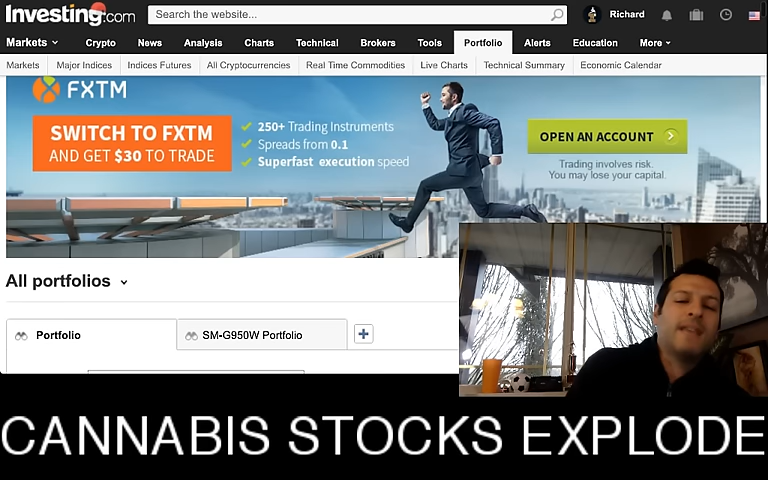 Investing.com
Search the website...
Richard
Markets
Crypto
News
Analysis
Charts
Technical
Brokers
Tools
Portfolio
Alerts
Education
More
Markets
Major Indices
Indices Futures
All Cryptocurrencies
Real Time Commodities
Live Charts
Technical Summary
Economic Calendar
FXTM
SWITCH TO FXTM
AND GET $30 TO TRADE
250+ Trading Instruments
Spreads from 0.1
Superfast execution speed
OPEN AN ACCOUNT
Trading involves risk.
You may lose your capital.
All portfolios
Portfolio
SM-G950W Portfolio
CANNABIS STOCKS EXPLODE